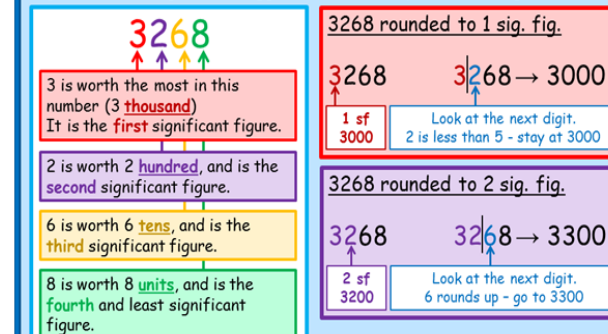 3268
3 is worth the most in this
number (3 thousand)
It is the first significant figure.
2 is worth 2 hundred, and is the
second significant figure.
6 is worth 6 tens, and is the
third significant figure.
8 is worth 8 units, and is the
fourth and least significant
figure.
3268 rounded to 1 sig. fig.
3268 3|268 → 3000
1 sf
3000
Look at the next digit.
2 is less than 5 - stay at 3000
3268 rounded to 2 sig. fig.
3268 32|68 → 3300
2 sf
3200
Look at the next digit.
6 rounds up - go to 3300